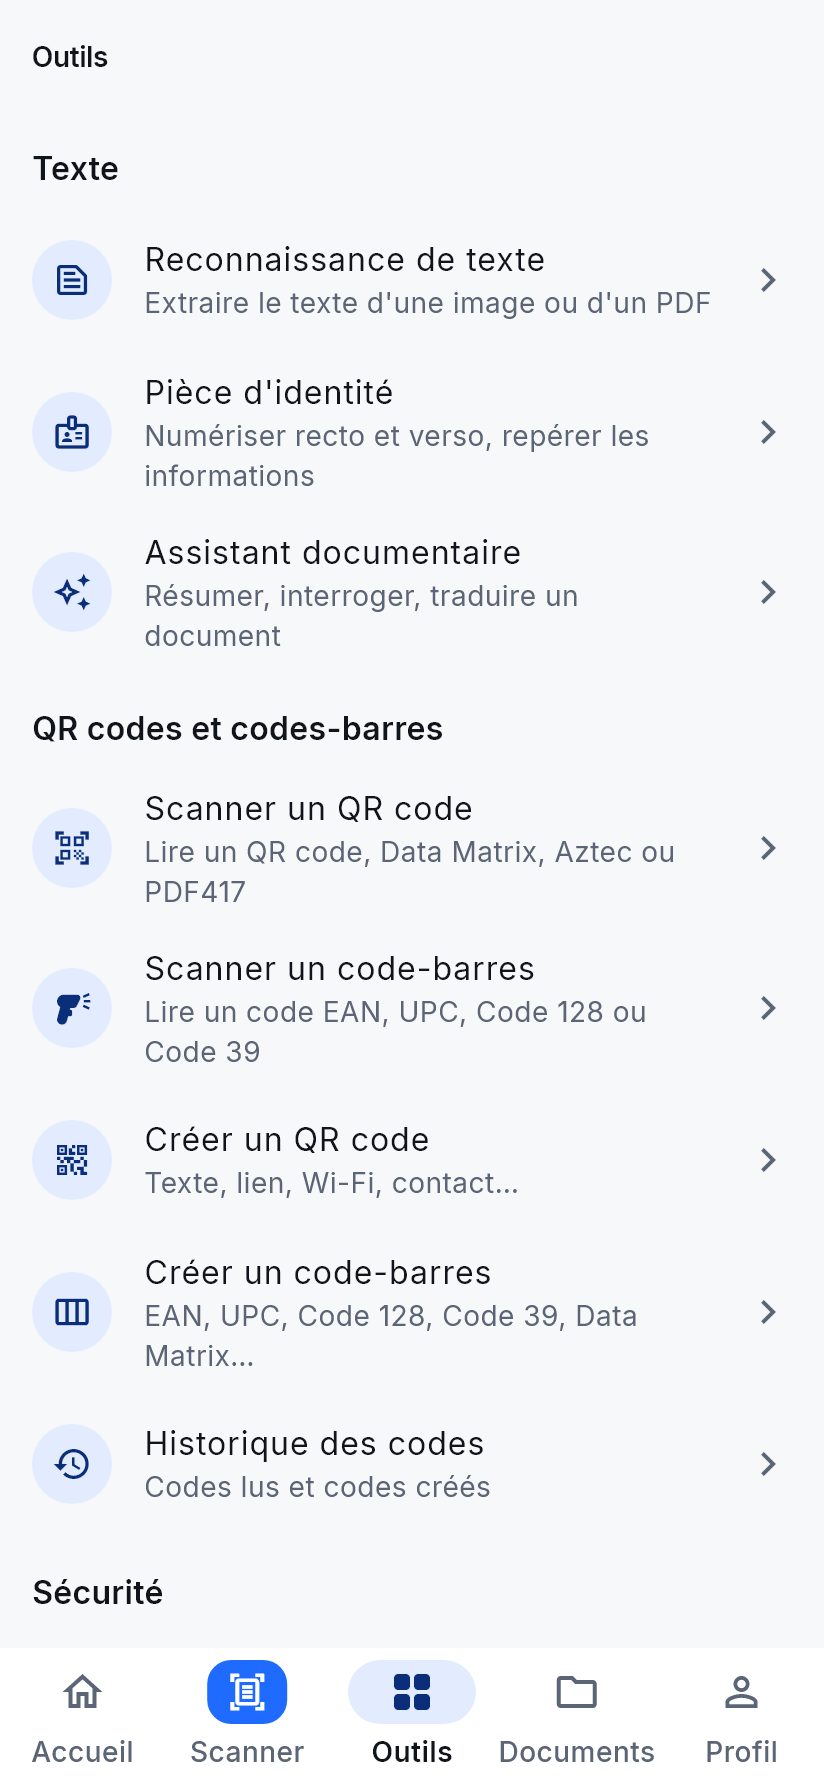 Outils
Texte
Reconnaissance de texte
Extraire le texte d'une image ou d'un PDF
Pièce d'identité
Numériser recto et verso, repérer les
informations
Assistant documentaire
Résumer, interroger, traduire un
document
QR codes et codes-barres
Scanner un QR code
Lire un QR code, Data Matrix, Aztec ou
PDF417
Scanner un code-barres
Lire un code EAN, UPC, Code 128 ou
Code 39
Créer un QR code
Texte, lien, Wi-Fi, contact...
Créer un code-barres
EAN, UPC, Code 128, Code 39, Data
Matrix...
Historique des codes
Codes lus et codes créés
Sécurité
Accueil
Scanner
Outils
Documents
Profil